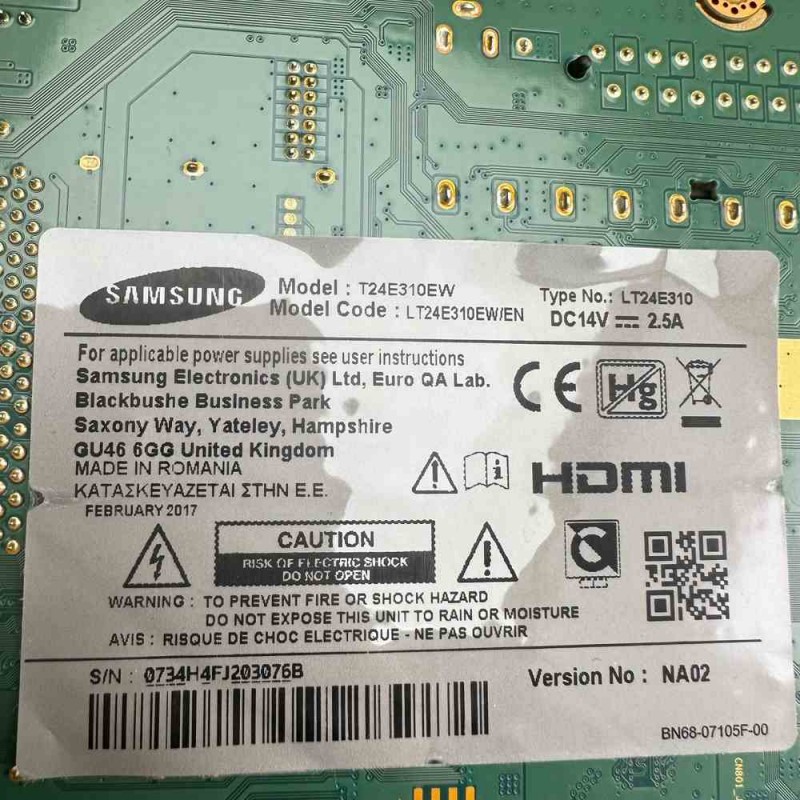 SAMSUNG
Model : T24E310EW
Model Code : LT24E310EW/EN
Type No.: LT24E310
DC14V ⎓ 2.5A
For applicable power supplies see user instructions
Samsung Electronics (UK) Ltd, Euro QA Lab.
Blackbushe Business Park
Saxony Way, Yateley, Hampshire
GU46 6GG United Kingdom
MADE IN ROMANIA
ΚΑΤΑΣΚΕΥΑΖΕΤΑΙ ΣΤΗΝ Ε.Ε.
FEBRUARY 2017
CE
Hg
i
HDMI
CAUTION
RISK OF ELECTRIC SHOCK
DO NOT OPEN
WARNING : TO PREVENT FIRE OR SHOCK HAZARD
DO NOT EXPOSE THIS UNIT TO RAIN OR MOISTURE
AVIS : RISQUE DE CHOC ELECTRIQUE - NE PAS OUVRIR
S/N : 0734H4FJ203076B
Version No : NA02
BN68-07105F-00
CN801